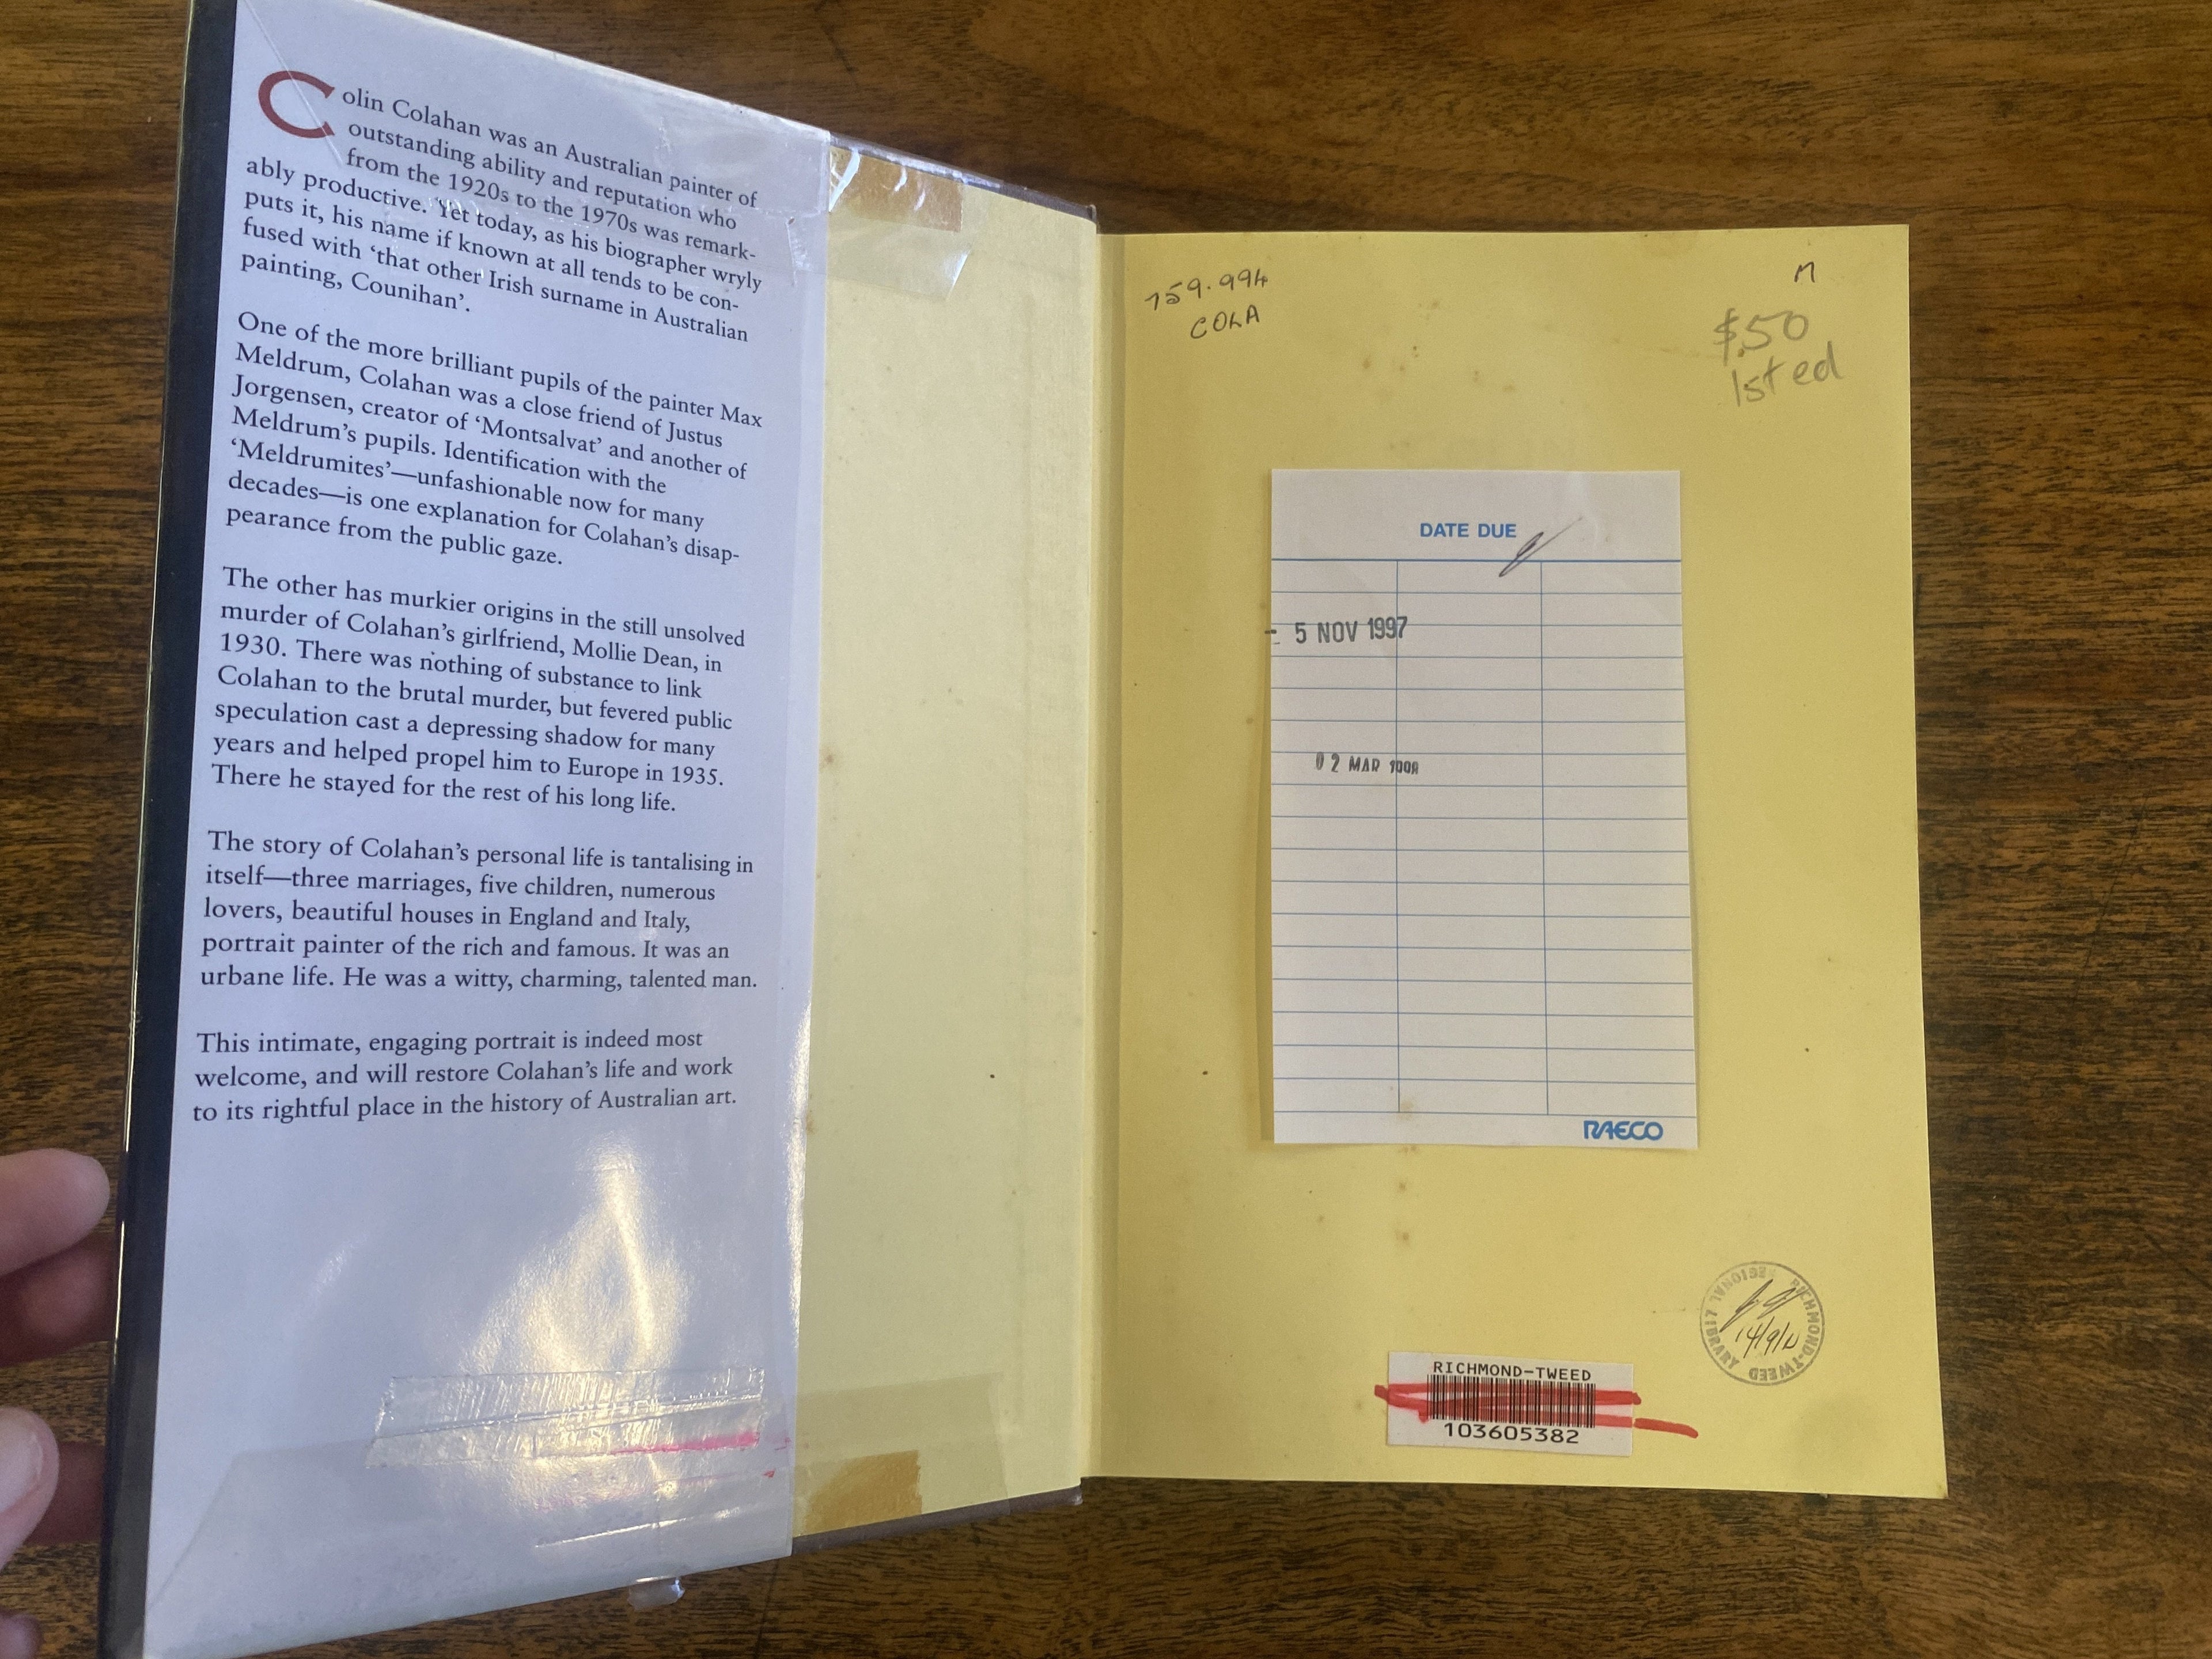 Colin Colahan was an Australian painter of
outstanding ability and reputation who
from the 1920s to the 1970s was remark-
ably productive. Yet today, as his biographer wryly
puts it, his name if known at all tends to be con-
fused with ‘that other Irish surname in Australian
painting, Counihan’.
One of the more brilliant pupils of the painter Max
Meldrum, Colahan was a close friend of Justus
Jorgensen, creator of ‘Montsalvat’ and another of
Meldrum’s pupils. Identification with the
‘Meldrumites’—unfashionable now for many
decades—is one explanation for Colahan’s disap-
pearance from the public gaze.
The other has murkier origins in the still unsolved
murder of Colahan’s girlfriend, Mollie Dean, in
1930. There was nothing of substance to link
Colahan to the brutal murder, but fevered public
speculation cast a depressing shadow for many
years and helped propel him to Europe in 1935.
There he stayed for the rest of his long life.
The story of Colahan’s personal life is tantalising in
itself—three marriages, five children, numerous
lovers, beautiful houses in England and Italy,
portrait painter of the rich and famous. It was an
urbane life. He was a witty, charming, talented man.
This intimate, engaging portrait is indeed most
welcome, and will restore Colahan’s life and work
to its rightful place in the history of Australian art.
759.994
COLA
n
$.50
1st ed
DATE DUE
- 5 NOV 1997
02 MAR 1998
RAECO
RICHMOND-TWEED
REGIONAL LIBRARY
RICHMOND-TWEED
103605382